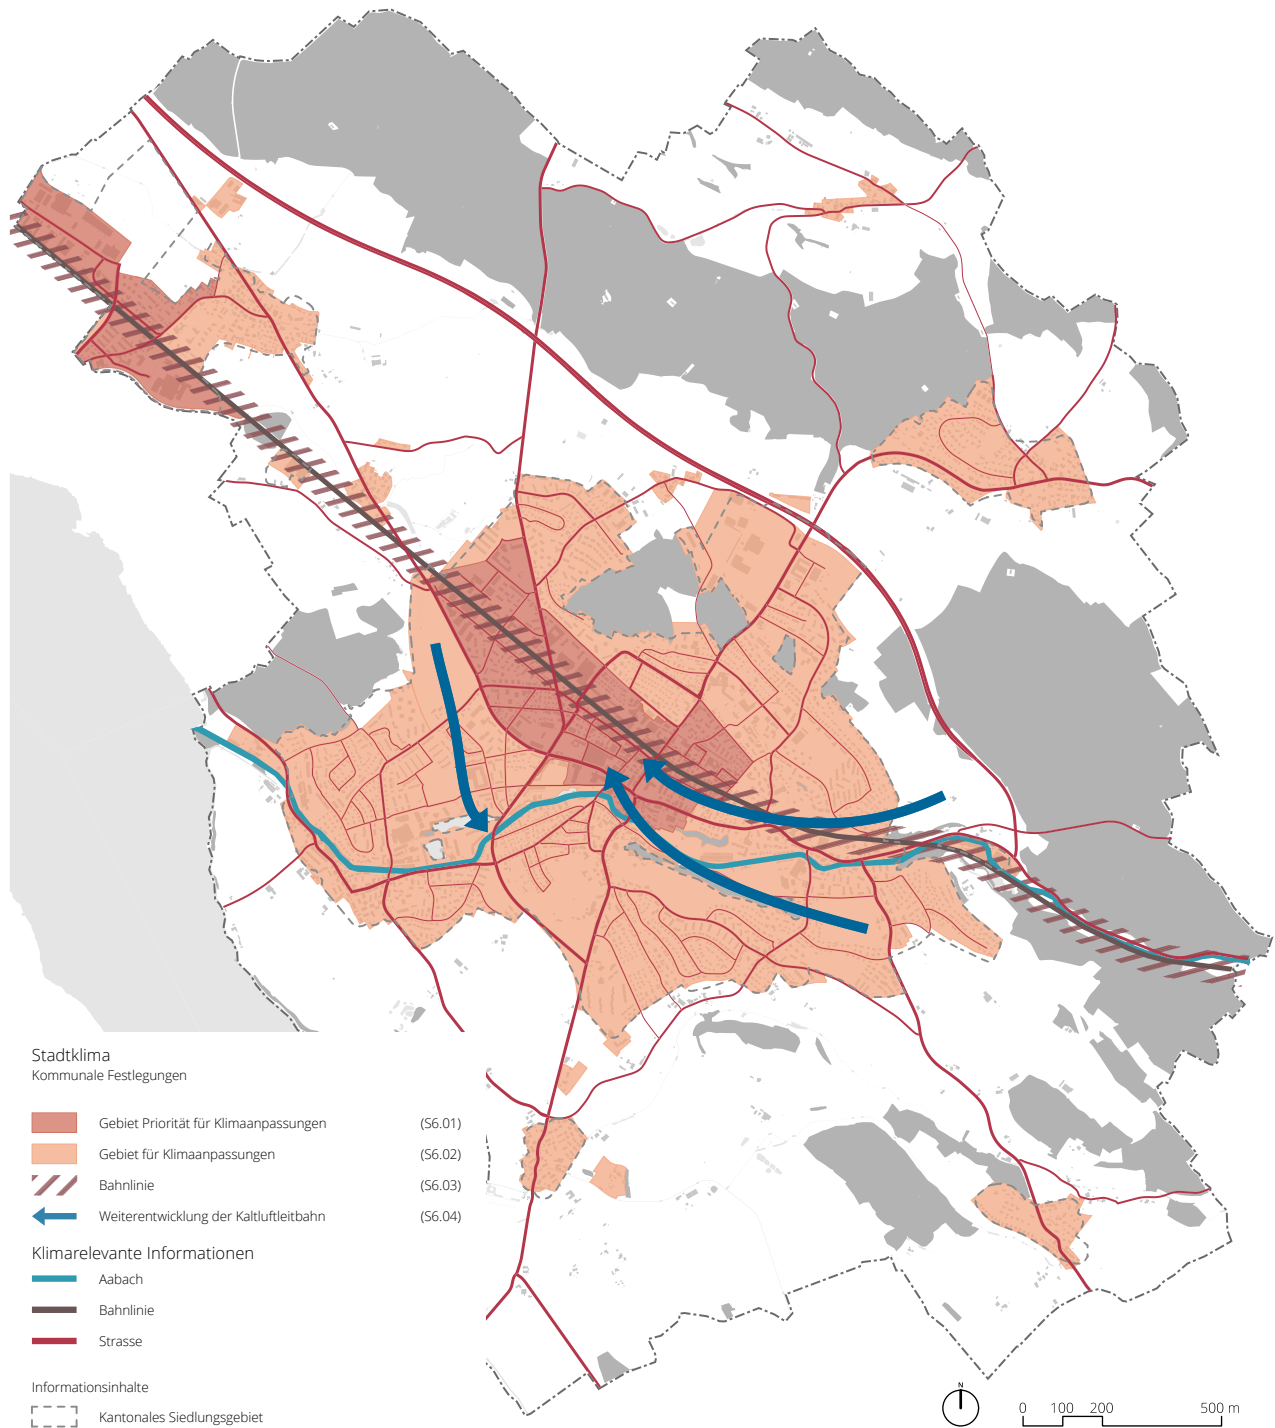 Stadtklima
Kommunale Festlegungen
Gebiet Priorität für Klimaanpassungen (S6.01)
Gebiet für Klimaanpassungen (S6.02)
Bahnlinie (S6.03)
Weiterentwicklung der Kaltluftleitbahn (S6.04)
Klimarelevante Informationen
Aabach
Bahnlinie
Strasse
Informationsinhalte
Kantonales Siedlungsgebiet
N
0 100 200 500 m